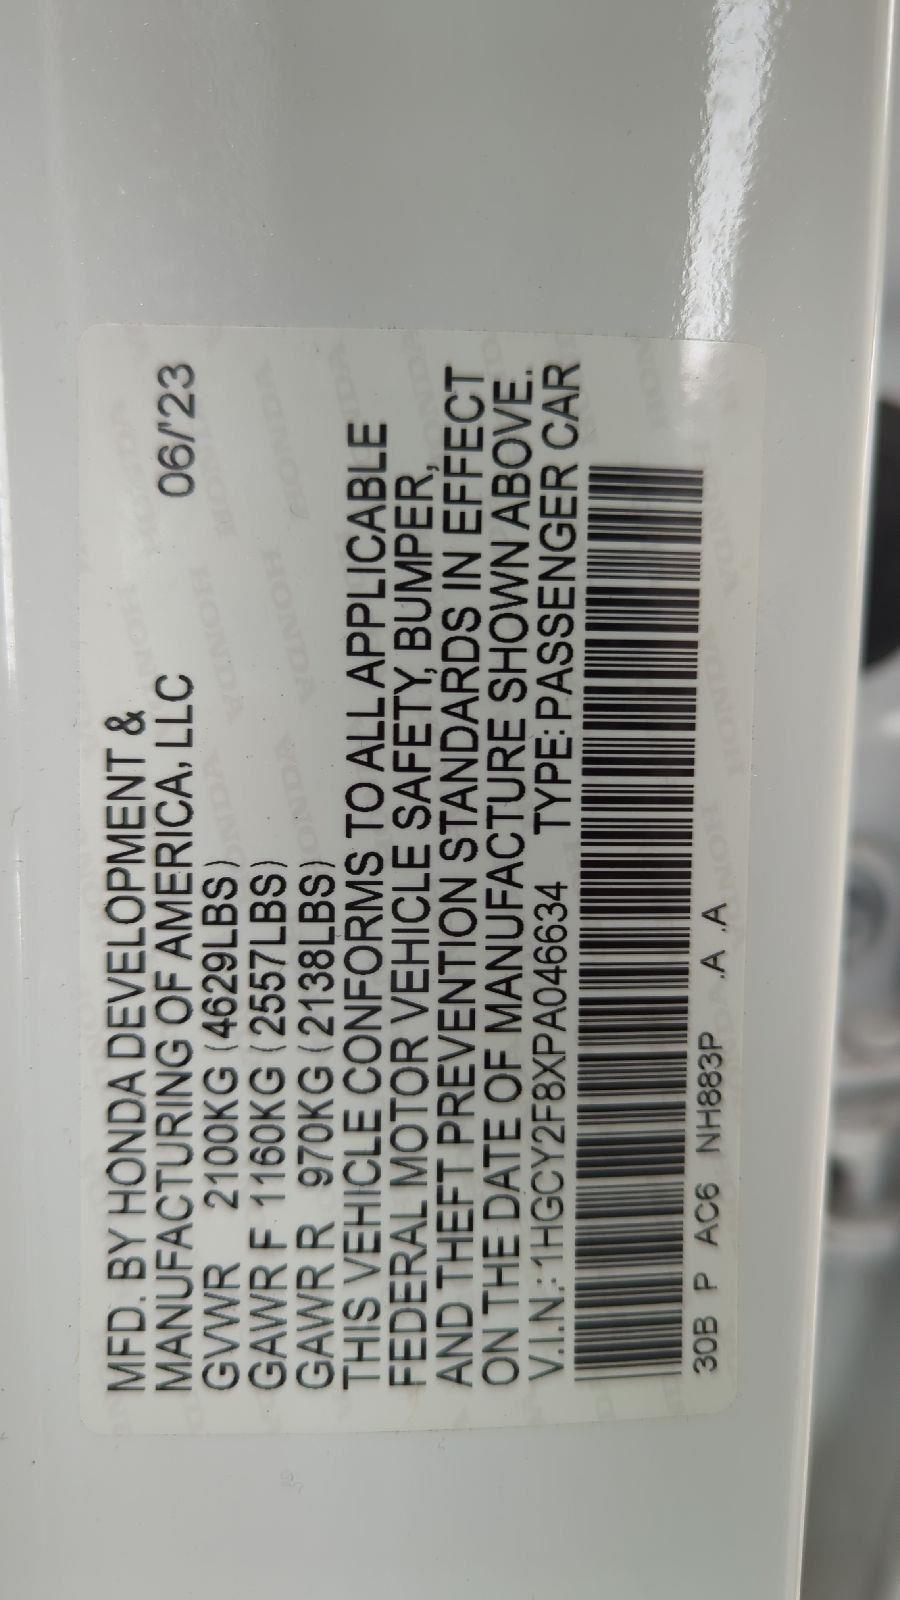 MFD. BY HONDA DEVELOPMENT &
MANUFACTURING OF AMERICA, LLC 06/'23
GVWR 2100KG (4629LBS)
GAWR F 1160KG (2557LBS)
GAWR R 970KG (2138LBS)
THIS VEHICLE CONFORMS TO ALL APPLICABLE
FEDERAL MOTOR VEHICLE SAFETY, BUMPER,
AND THEFT PREVENTION STANDARDS IN EFFECT
ON THE DATE OF MANUFACTURE SHOWN ABOVE.
V.I.N.: 1HGCY2F8XPA046634 TYPE: PASSENGER CAR
30B P AC6 NH883P .A .A